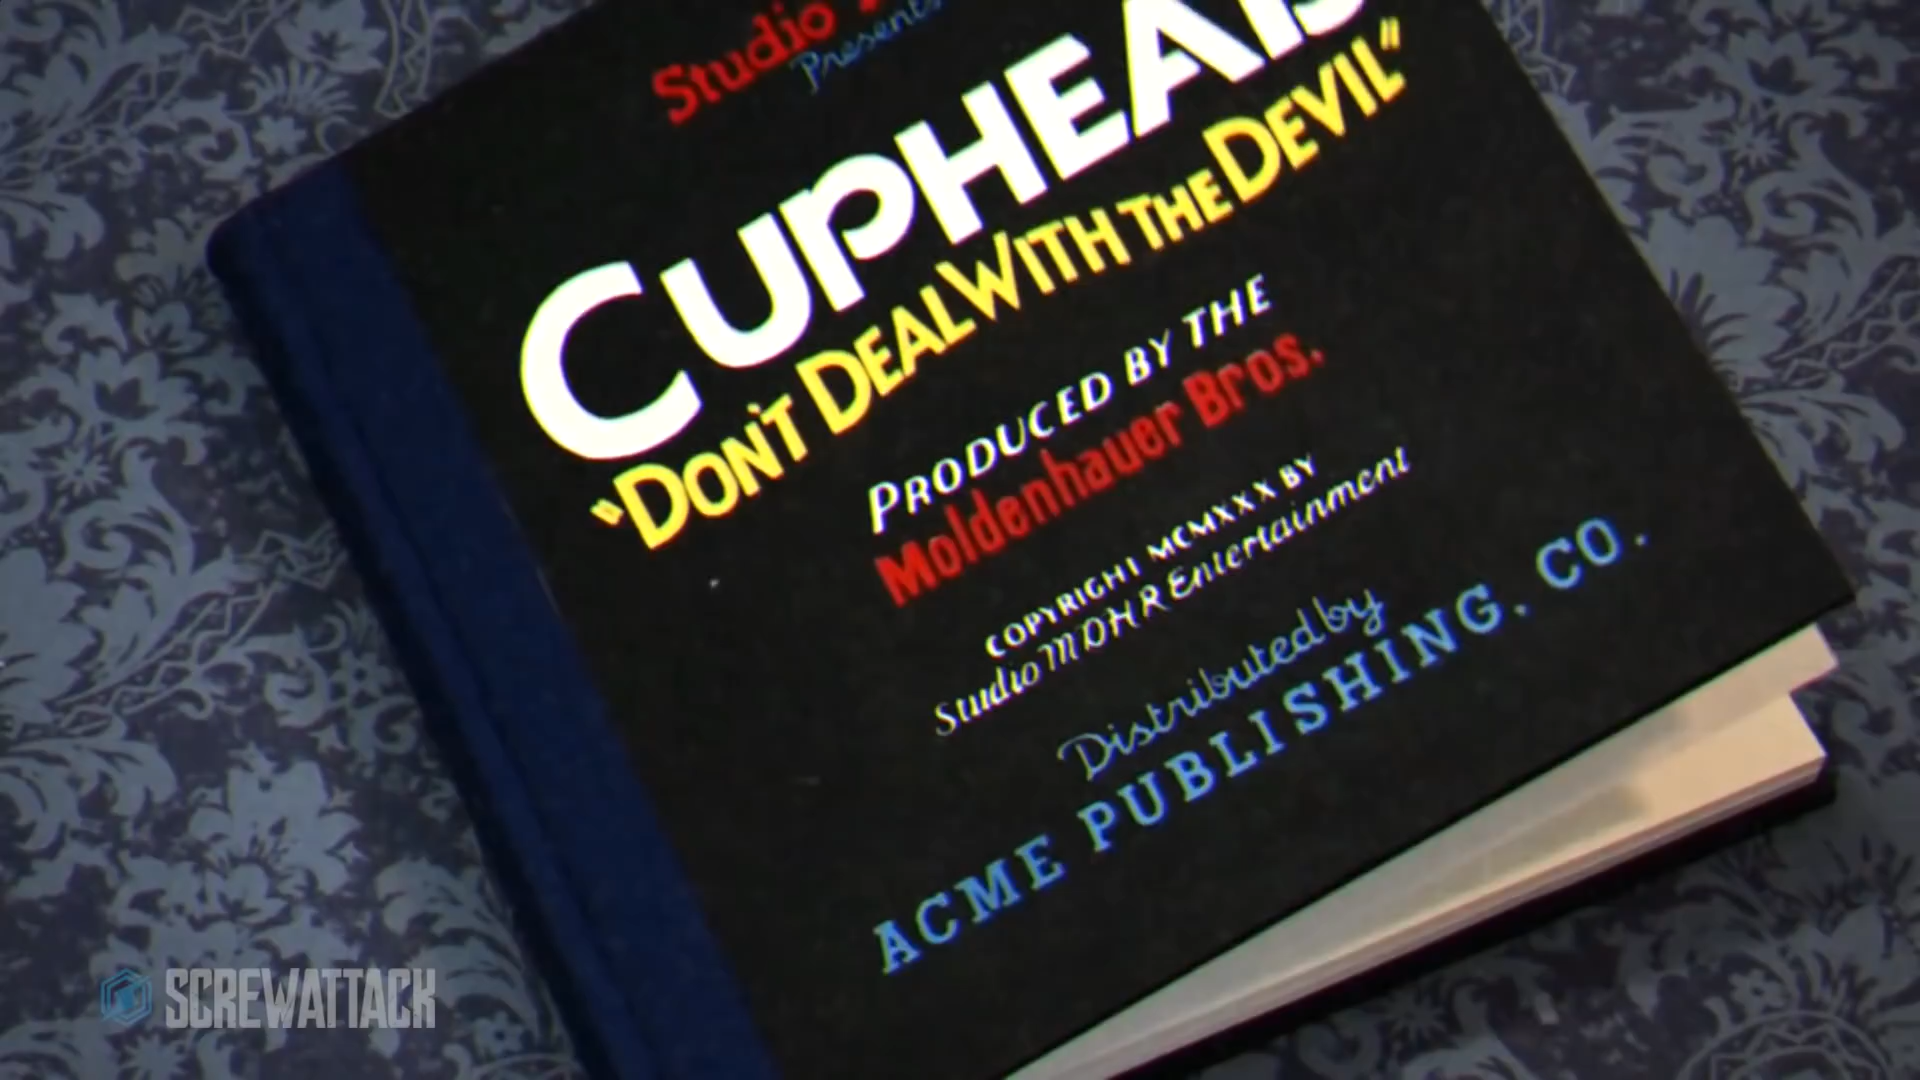 Studio
Presents
CUPHEAD
"DON'T DEAL WITH THE DEVIL"
PRODUCED BY THE
Moldenhauer Bros.
COPYRIGHT MCMXXX BY
Studio MDHR Entertainment
Distributed by
ACME PUBLISHING. CO.
SCREWATTACK